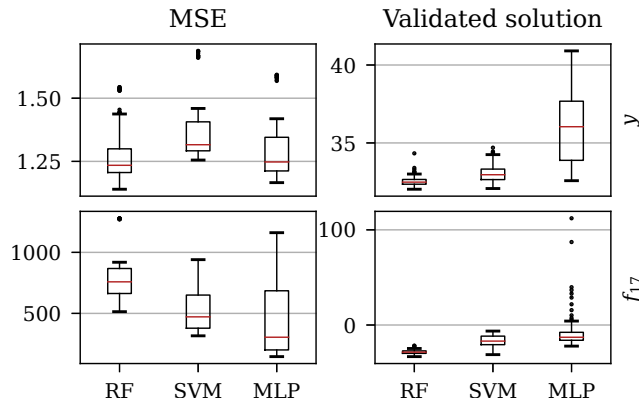 MSE
Validated solution
1.50
1.25
40
35
y
1000
500
100
0
f17
RF
SVM
MLP
RF
SVM
MLP